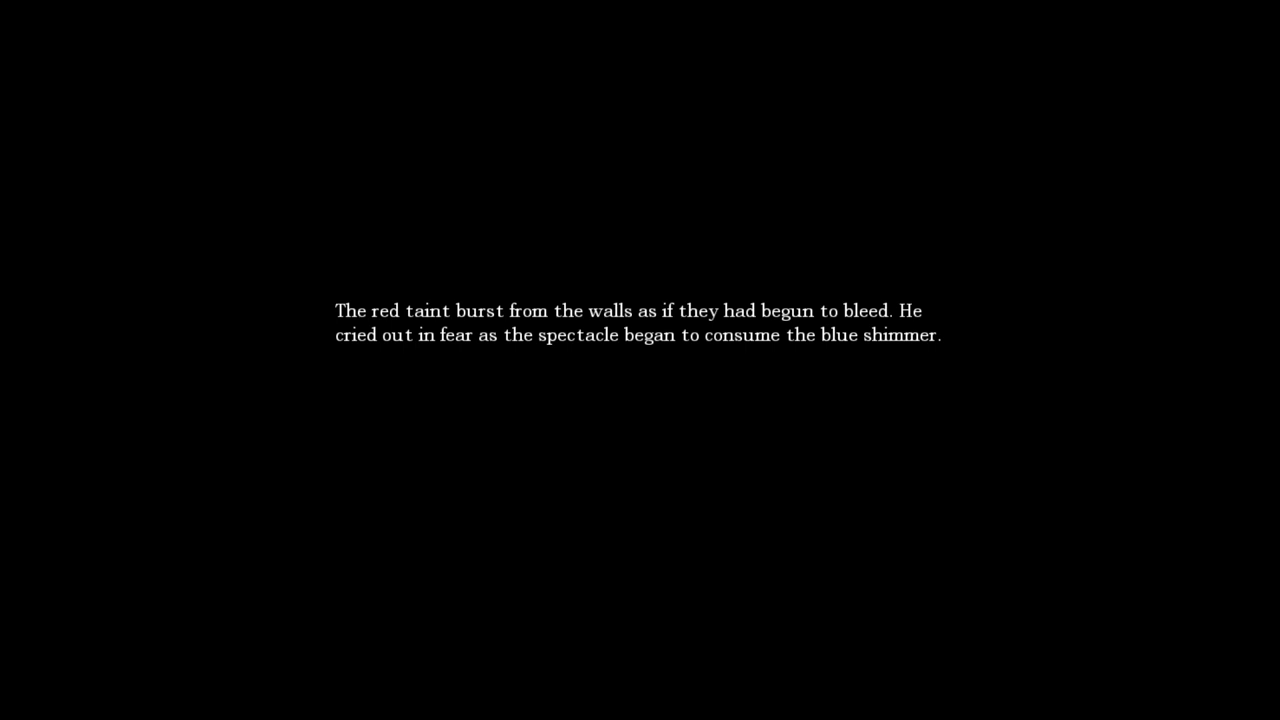 The red taint burst from the walls as if they had begun to bleed. He
cried out in fear as the spectacle began to consume the blue shimmer.